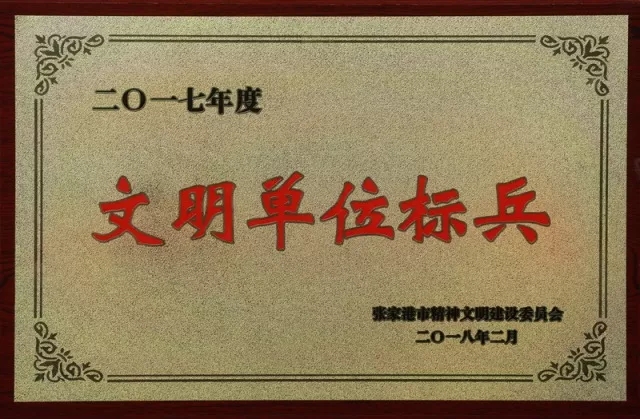 二〇一七年度
文明单位标兵
张家港市精神文明建设委员会
二〇一八年二月